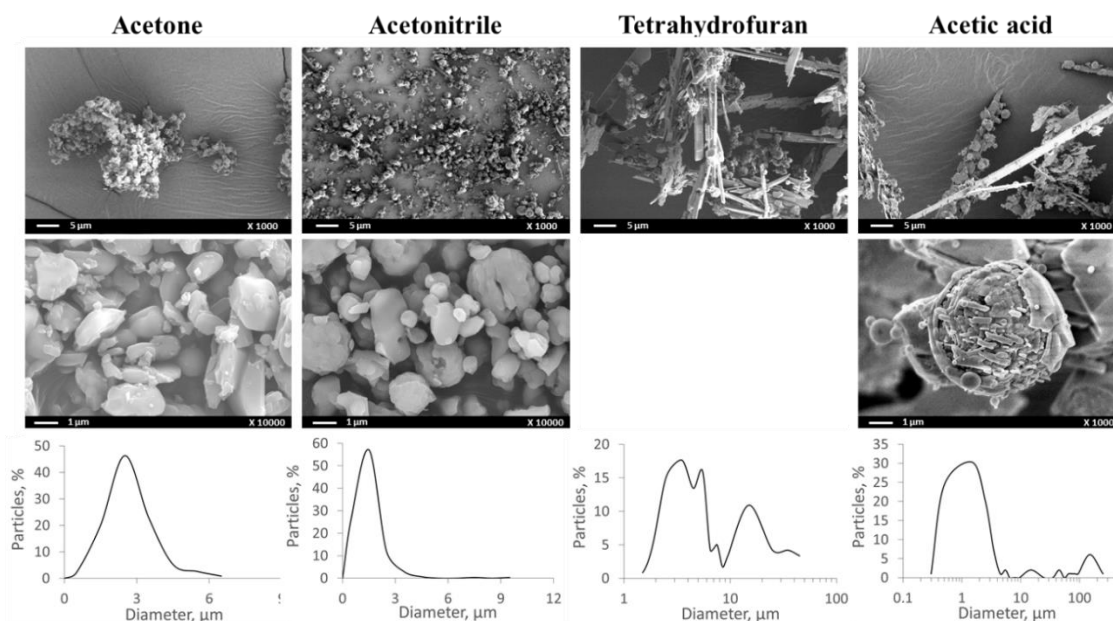 Acetone Acetonitrile Tetrahydrofuran Acetic acid
5 µm X 1000 5 µm X 1000 5 µm X 1000 5 µm X 1000
1 µm X 10000 1 µm X 10000 1 µm X 1000
Particles, %
50
40
30
20
10
0
0 3 6
Diameter, µm
Particles, %
60
50
40
30
20
10
0
0 3 6 9 12
Diameter, µm
Particles, %
20
15
10
5
0
1 10 100
Diameter, µm
Particles, %
35
30
25
20
15
10
5
0
0.1 1 10 100
Diameter, µm